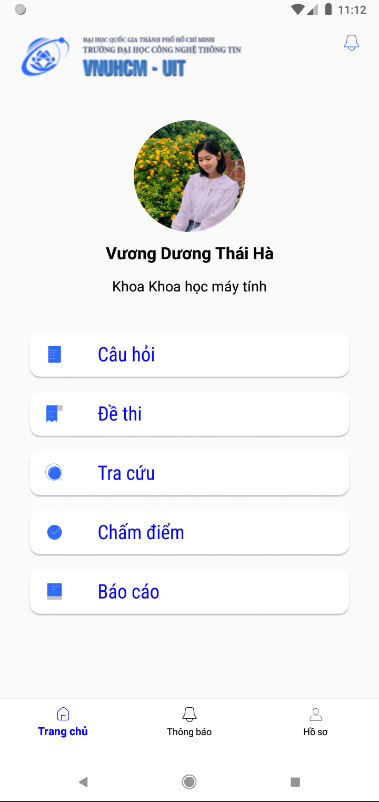 11:12
ĐẠI HỌC QUỐC GIA THÀNH PHỐ HỒ CHÍ MINH
TRƯỜNG ĐẠI HỌC CÔNG NGHỆ THÔNG TIN
VNUHCM - UIT
Vương Dương Thái Hà
Khoa Khoa học máy tính
Câu hỏi
Đề thi
Tra cứu
Chấm điểm
Báo cáo
Trang chủ
Thông báo
Hồ sơ